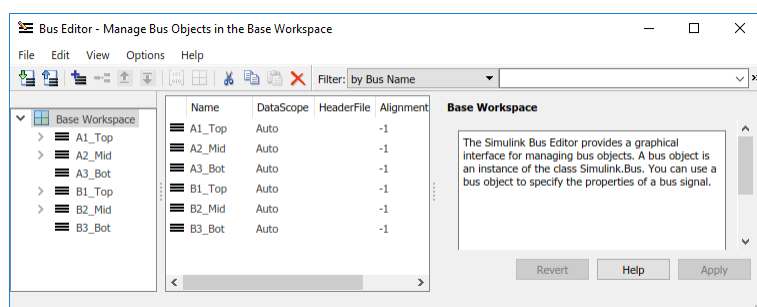 Bus Editor - Manage Bus Objects in the Base Workspace
File Edit View Options Help
Filter: by Bus Name
Base Workspace
A1_Top
A2_Mid
A3_Bot
B1_Top
B2_Mid
B3_Bot
Name DataScope HeaderFile Alignment
A1_Top Auto -1
A2_Mid Auto -1
A3_Bot Auto -1
B1_Top Auto -1
B2_Mid Auto -1
B3_Bot Auto -1
Base Workspace
The Simulink Bus Editor provides a graphical
interface for managing bus objects. A bus object is
an instance of the class Simulink.Bus. You can use a
bus object to specify the properties of a bus signal.
Revert Help Apply